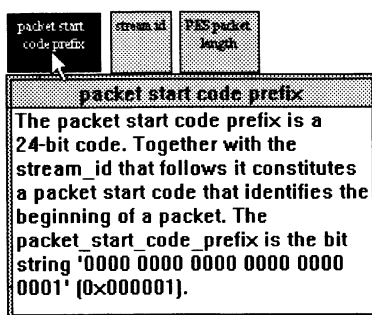 packet start
code prefix
stream id
PES packet
length
packet start code prefix
The packet start code prefix is a
24-bit code. Together with the
stream_id that follows it constitutes
a packet start code that identifies the
beginning of a packet. The
packet_start_code_prefix is the bit
string '0000 0000 0000 0000 0000
0001' (0x000001).